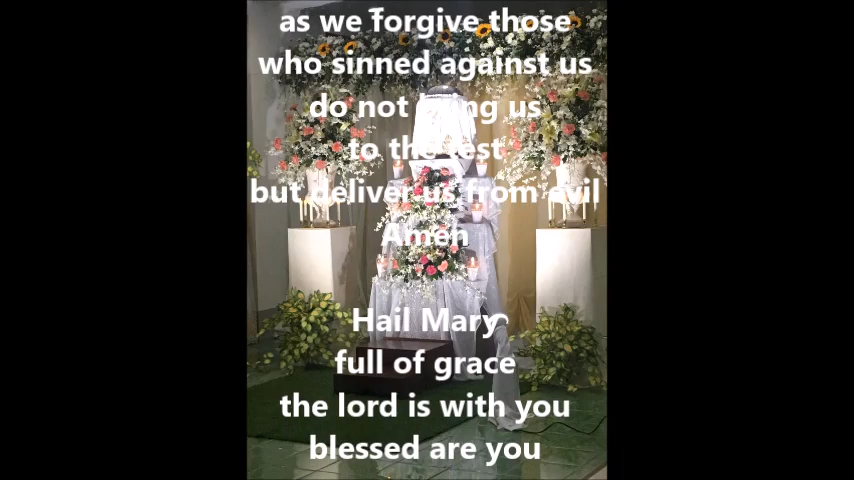 as we forgive those
who sinned against us
do not bring us
to the test
but deliver us from evil
Amen
Hail Mary
full of grace
the lord is with you
blessed are you